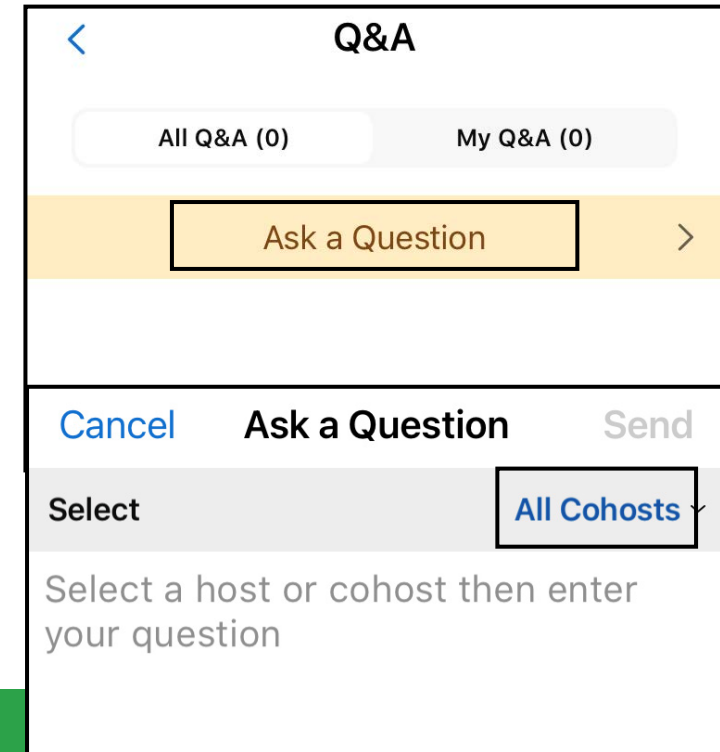 Q&A
All Q&A (0) My Q&A (0)
Ask a Question
Cancel Ask a Question Send
Select All Cohosts
Select a host or cohost then enter
your question